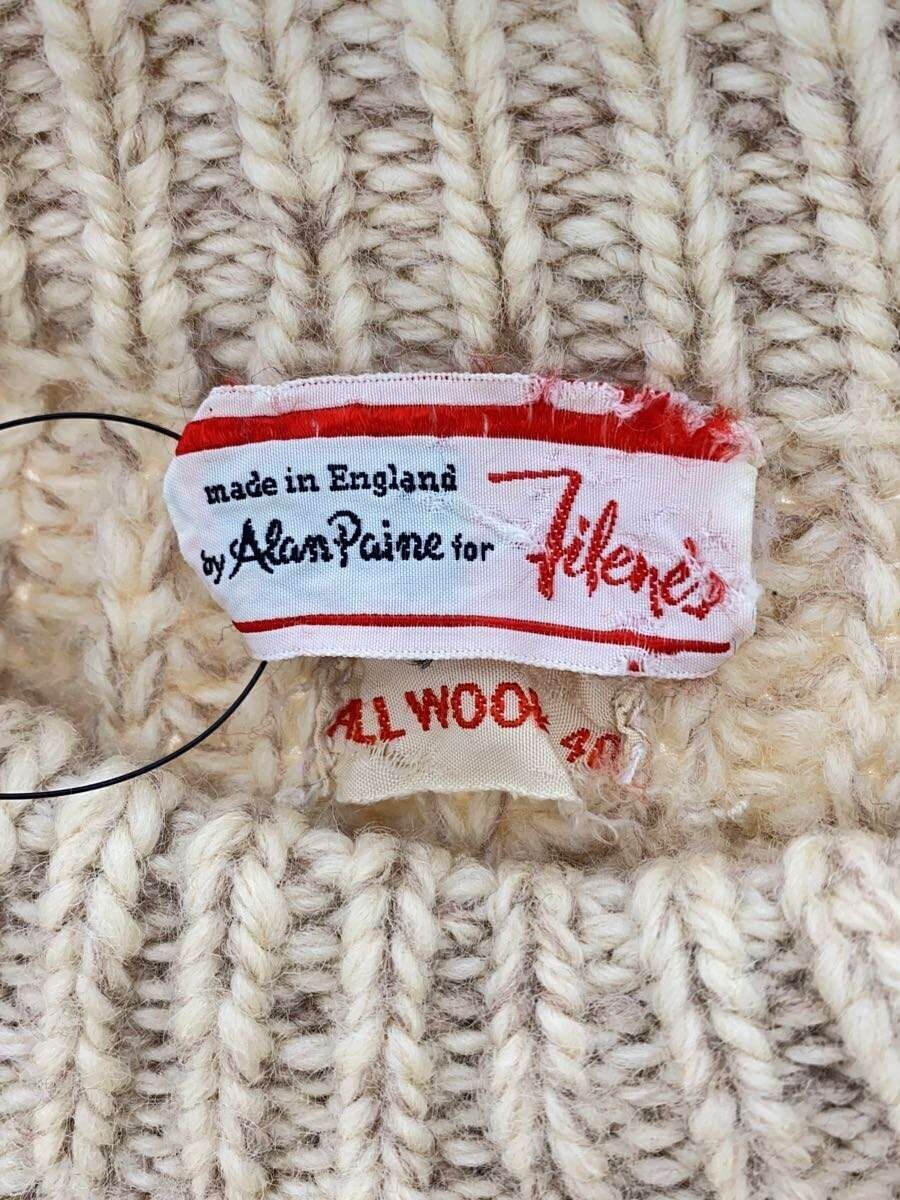 made in England
by Alan Paine for Filene's
ALL WOOL
40